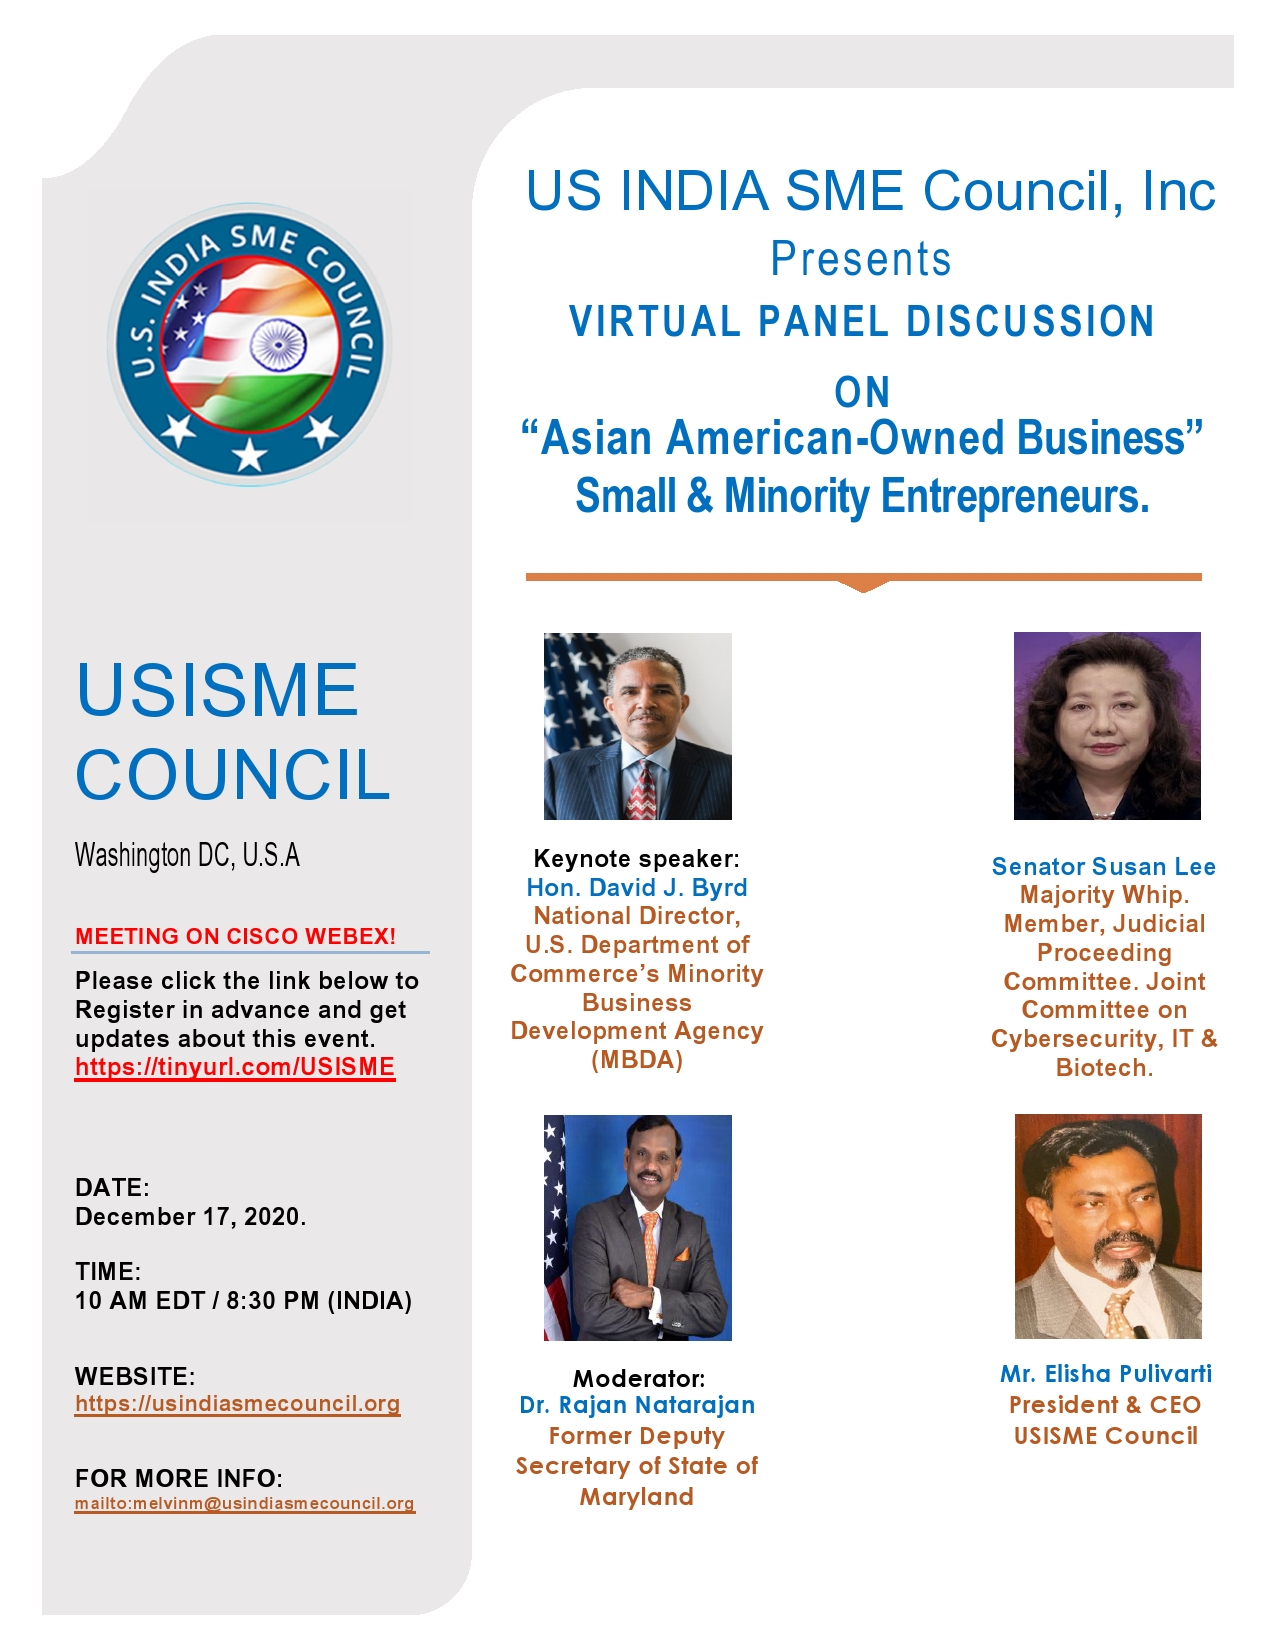 U.S. INDIA SME COUNCIL
USISME
COUNCIL
Washington DC, U.S.A
MEETING ON CISCO WEBEX!
Please click the link below to
Register in advance and get
updates about this event.
https://tinyurl.com/USISME
DATE:
December 17, 2020.
TIME:
10 AM EDT / 8:30 PM (INDIA)
WEBSITE:
https://usindiasmecouncil.org
FOR MORE INFO:
mailto:melvinm@usindiasmecouncil.org
US INDIA SME Council, Inc
Presents
VIRTUAL PANEL DISCUSSION
ON
“Asian American-Owned Business”
Small & Minority Entrepreneurs.
Keynote speaker:
Hon. David J. Byrd
National Director,
U.S. Department of
Commerce’s Minority
Business
Development Agency
(MBDA)
Senator Susan Lee
Majority Whip.
Member, Judicial
Proceeding
Committee. Joint
Committee on
Cybersecurity, IT &
Biotech.
Moderator:
Dr. Rajan Natarajan
Former Deputy
Secretary of State of
Maryland
Mr. Elisha Pulivarti
President & CEO
USISME Council